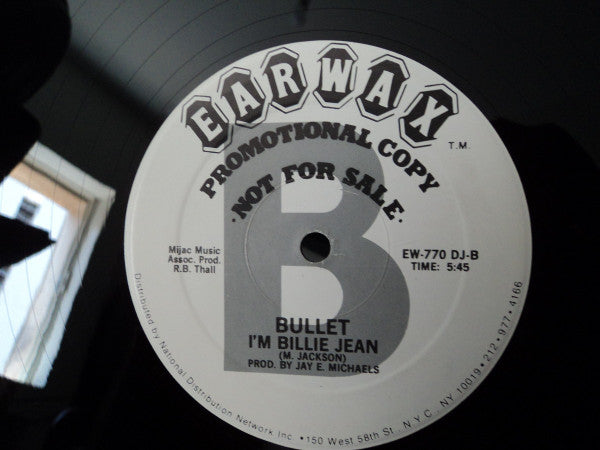 EARWAX
T.M.
PROMOTIONAL COPY
·NOT FOR SALE·
B
Mijac Music
Assoc. Prod.
R.B. Thall
EW-770 DJ-B
TIME: 5:45
BULLET
I'M BILLIE JEAN
(M. JACKSON)
PROD. BY JAY E. MICHAELS
Distributed by National Distribution Network Inc. •150 West 58th St., N.Y.C., NY 10019 • 212 • 977 • 4166